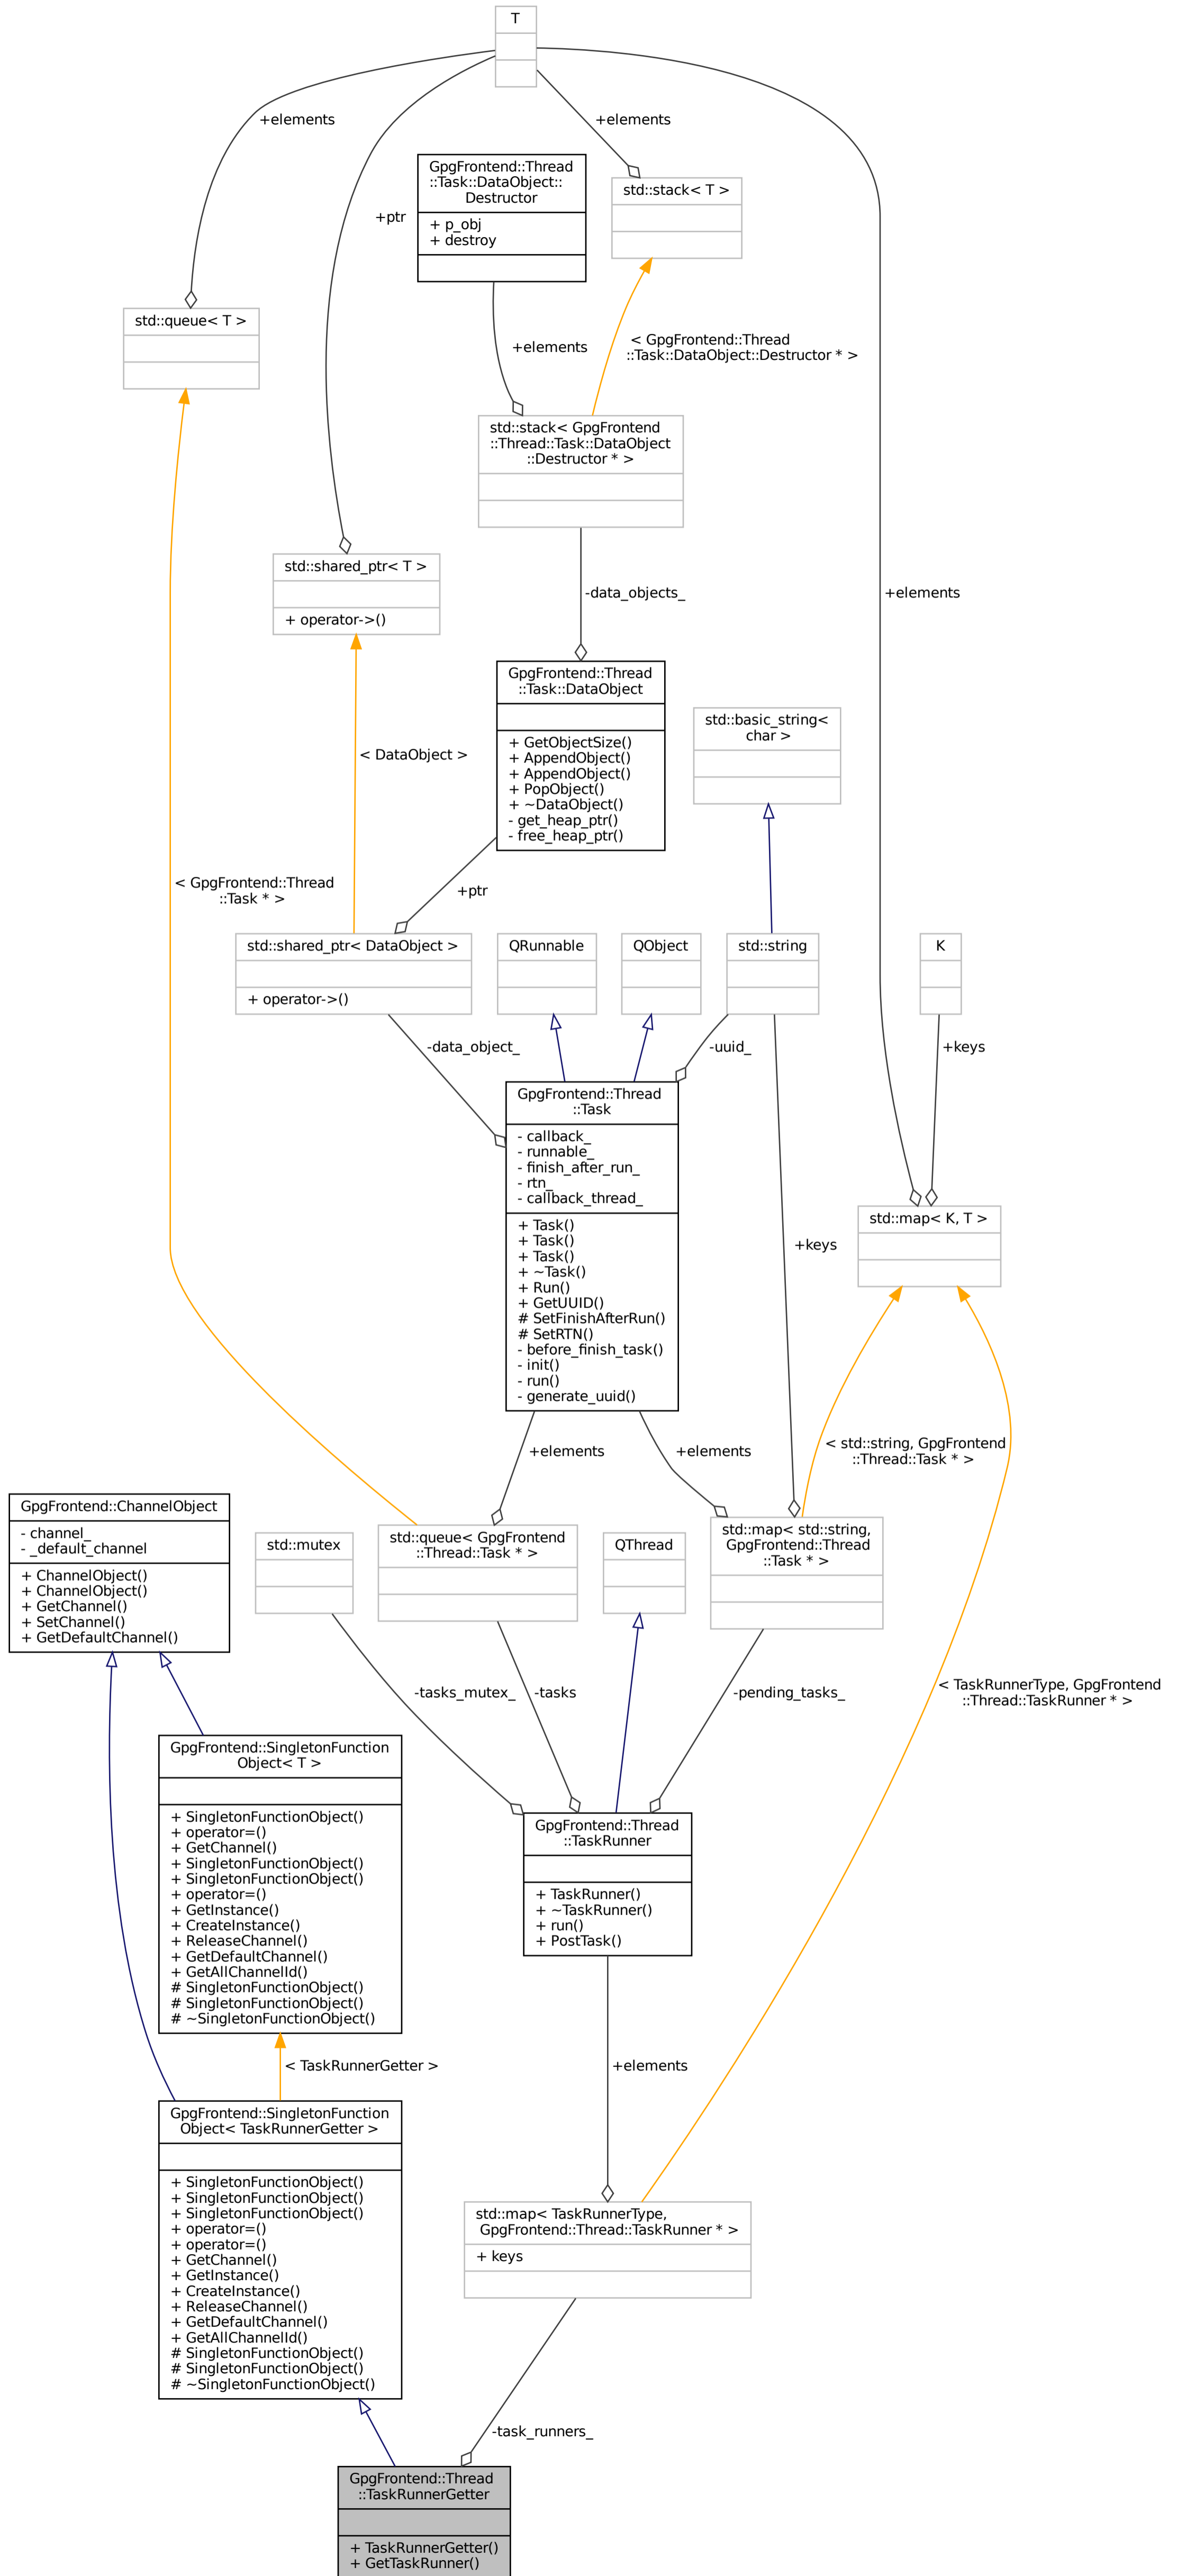 T
+elements
+elements
GpgFrontend::Thread
::Task::DataObject::
Destructor
+ p_obj
+ destroy
std::stack< T >
+ptr
std::queue< T >
+elements
< GpgFrontend::Thread
::Task::DataObject::Destructor * >
std::stack< GpgFrontend
::Thread::Task::DataObject
::Destructor * >
std::shared_ptr< T >
+ operator->()
-data_objects_
+elements
GpgFrontend::Thread
::Task::DataObject
+ GetObjectSize()
+ AppendObject()
+ AppendObject()
+ PopObject()
+ ~DataObject()
- get_heap_ptr()
- free_heap_ptr()
std::basic_string<
char >
< DataObject >
< GpgFrontend::Thread
::Task * >
+ptr
std::shared_ptr< DataObject >
+ operator->()
QRunnable
QObject
std::string
K
-data_object_
-uuid_
+keys
GpgFrontend::Thread
::Task
- callback_
- runnable_
- finish_after_run_
- rtn_
- callback_thread_
+ Task()
+ Task()
+ Task()
+ ~Task()
+ Run()
+ GetUUID()
# SetFinishAfterRun()
# SetRTN()
- before_finish_task()
- init()
- run()
- generate_uuid()
+keys
std::map< K, T >
+elements
+elements
< std::string, GpgFrontend
::Thread::Task * >
GpgFrontend::ChannelObject
- channel_
- _default_channel
+ ChannelObject()
+ ChannelObject()
+ GetChannel()
+ SetChannel()
+ GetDefaultChannel()
std::mutex
std::queue< GpgFrontend
::Thread::Task * >
QThread
std::map< std::string,
GpgFrontend::Thread
::Task * >
-tasks_mutex_
-tasks
-pending_tasks_
< TaskRunnerType, GpgFrontend
::Thread::TaskRunner * >
GpgFrontend::SingletonFunction
Object< T >
+ SingletonFunctionObject()
+ operator=()
+ GetChannel()
+ SingletonFunctionObject()
+ SingletonFunctionObject()
+ operator=()
+ GetInstance()
+ CreateInstance()
+ ReleaseChannel()
+ GetDefaultChannel()
+ GetAllChannelId()
# SingletonFunctionObject()
# SingletonFunctionObject()
# ~SingletonFunctionObject()
GpgFrontend::Thread
::TaskRunner
+ TaskRunner()
+ ~TaskRunner()
+ run()
+ PostTask()
< TaskRunnerGetter >
+elements
GpgFrontend::SingletonFunction
Object< TaskRunnerGetter >
+ SingletonFunctionObject()
+ SingletonFunctionObject()
+ SingletonFunctionObject()
+ operator=()
+ operator=()
+ GetChannel()
+ GetInstance()
+ CreateInstance()
+ ReleaseChannel()
+ GetDefaultChannel()
+ GetAllChannelId()
# SingletonFunctionObject()
# SingletonFunctionObject()
# ~SingletonFunctionObject()
std::map< TaskRunnerType,
GpgFrontend::Thread::TaskRunner * >
+ keys
-task_runners_
GpgFrontend::Thread
::TaskRunnerGetter
+ TaskRunnerGetter()
+ GetTaskRunner()